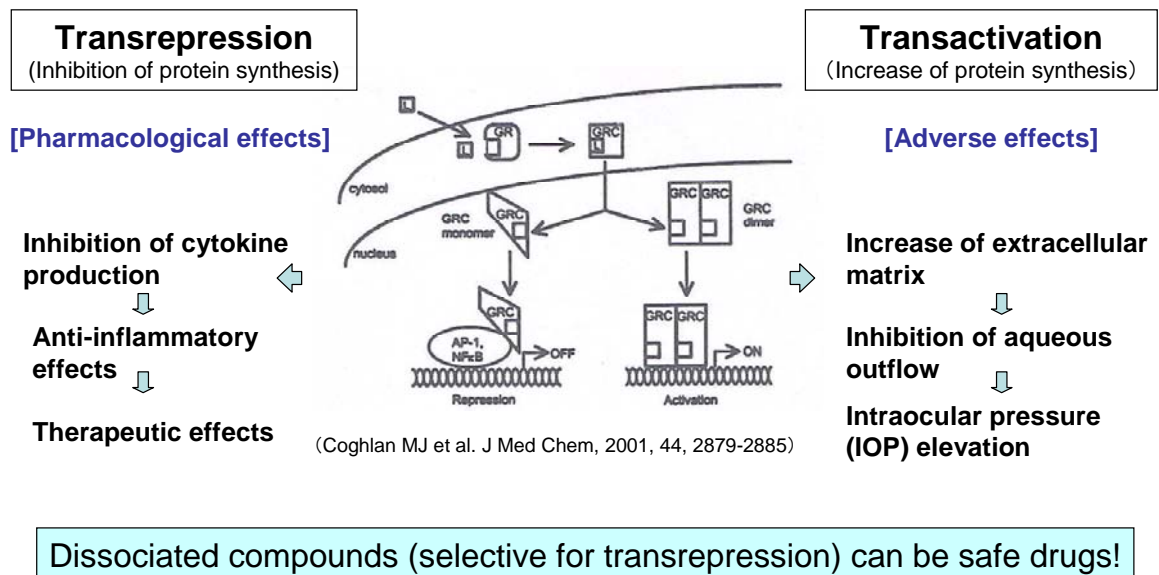 Transrepression
(Inhibition of protein synthesis)
[Pharmacological effects]
Inhibition of cytokine
production
Anti-inflammatory
effects
Therapeutic effects
L
L
GR
GRC
L
cytosol
nucleus
GRC
monomer
GRC
GRC GRC
GRC
dimer
GRC
AP-1,
NFκB
OFF
Repression
GRC GRC
ON
Activation
(Coghlan MJ et al. J Med Chem, 2001, 44, 2879-2885)
Transactivation
(Increase of protein synthesis)
[Adverse effects]
Increase of extracellular
matrix
Inhibition of aqueous
outflow
Intraocular pressure
(IOP) elevation
Dissociated compounds (selective for transrepression) can be safe drugs!